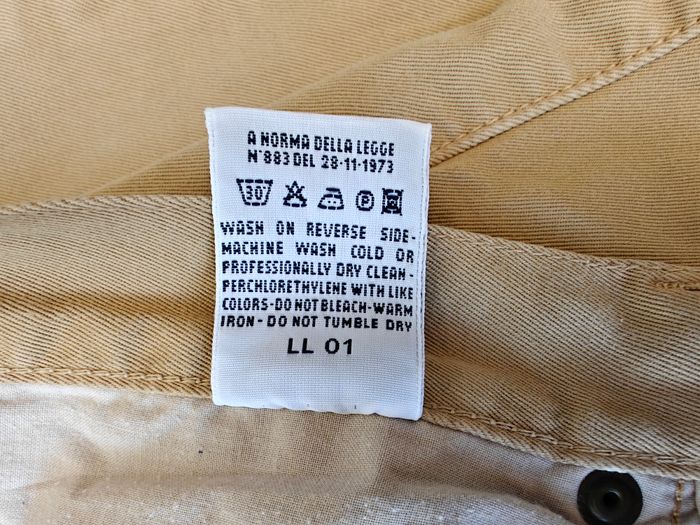 A NORMA DELLA LEGGE
N°883 DEL 28-11-1973
30 P
WASH ON REVERSE SIDE-
MACHINE WASH COLD OR
PROFESSIONALLY DRY CLEAN-
PERCHLORETHYLENE WITH LIKE
COLORS-DO NOT BLEACH-WARM
IRON-DO NOT TUMBLE DRY
LL 01